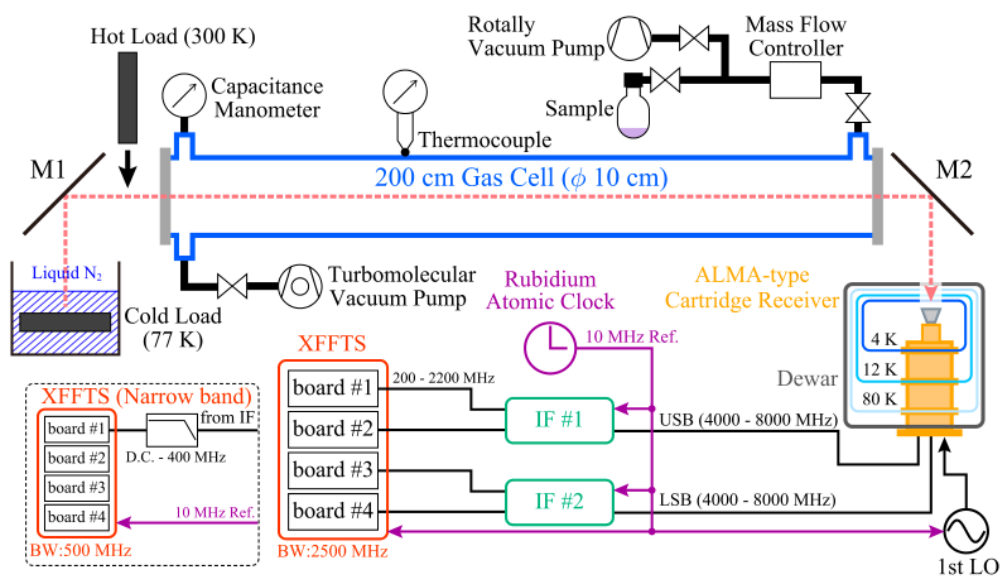 Hot Load (300 K)
Capacitance
Manometer
Thermocouple
Rotally
Vacuum Pump
Sample
Mass Flow
Controller
M1
M2
200 cm Gas Cell (ϕ 10 cm)
Liquid N₂
Cold Load
(77 K)
Turbomolecular
Vacuum Pump
Rubidium
Atomic Clock
10 MHz Ref.
ALMA-type
Cartridge Receiver
4 K
12 K
80 K
Dewar
XFFTS
board #1
board #2
board #3
board #4
BW:2500 MHz
200 - 2200 MHz
IF #1
IF #2
USB (4000 - 8000 MHz)
LSB (4000 - 8000 MHz)
1st LO
XFFTS (Narrow band)
board #1
board #2
board #3
board #4
from IF
D.C. - 400 MHz
10 MHz Ref.
BW:500 MHz